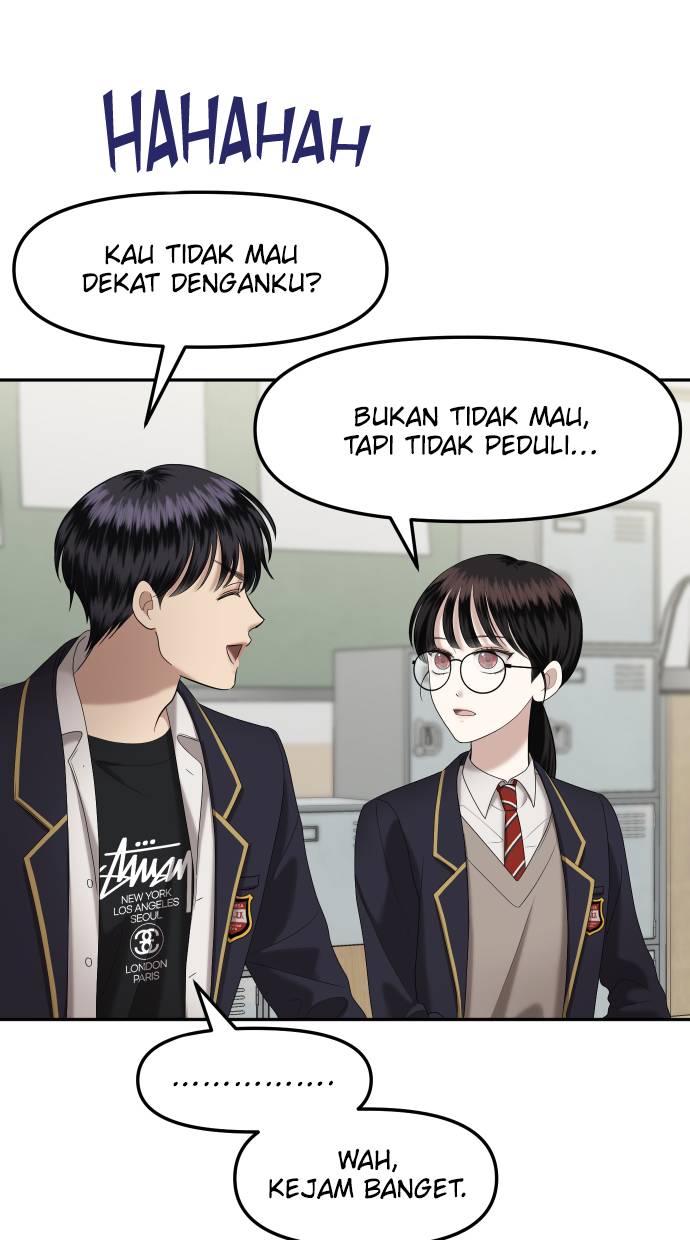 HAHAHAH
KAU TIDAK MAU
DEKAT DENGANKU?
BUKAN TIDAK MAU,
TAPI TIDAK PEDULI...
NEW YORK
LOS ANGELES
SEOUL
LONDON
PARIS
................
WAH,
KEJAM BANGET.